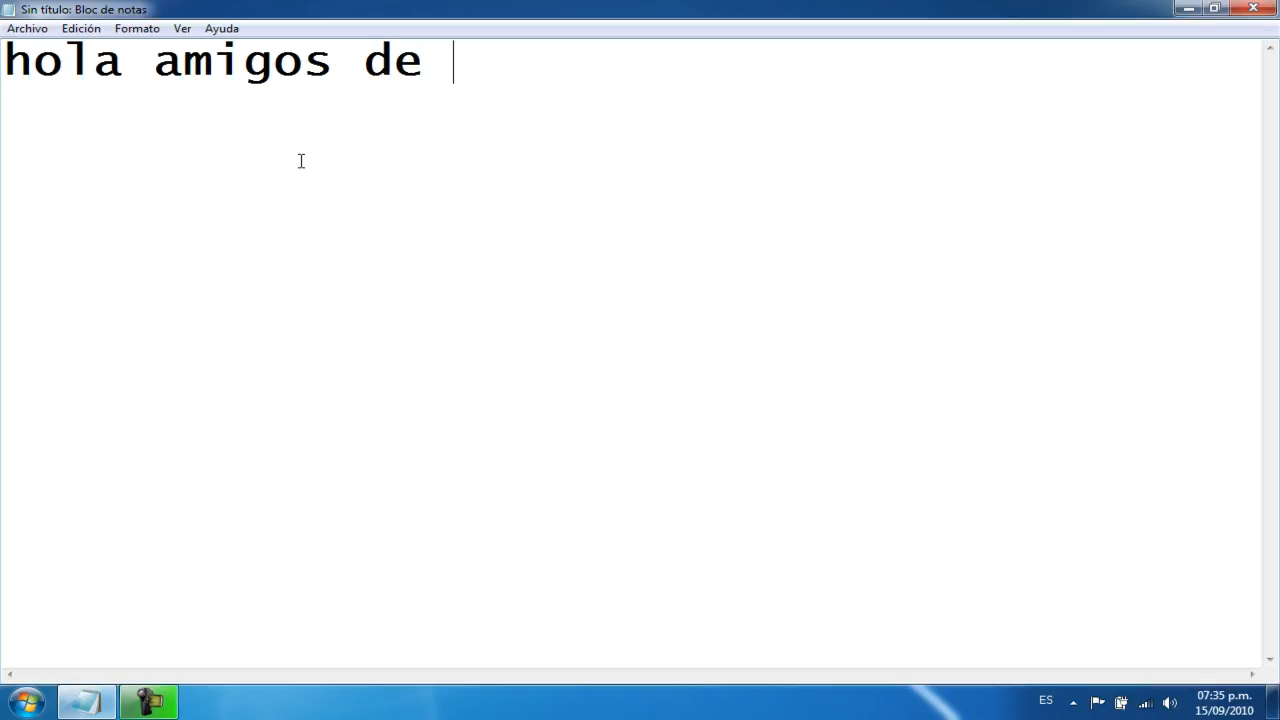 Sin título: Bloc de notas
Archivo Edición Formato Ver Ayuda
hola amigos de
ES
07:35 p.m.
15/09/2010